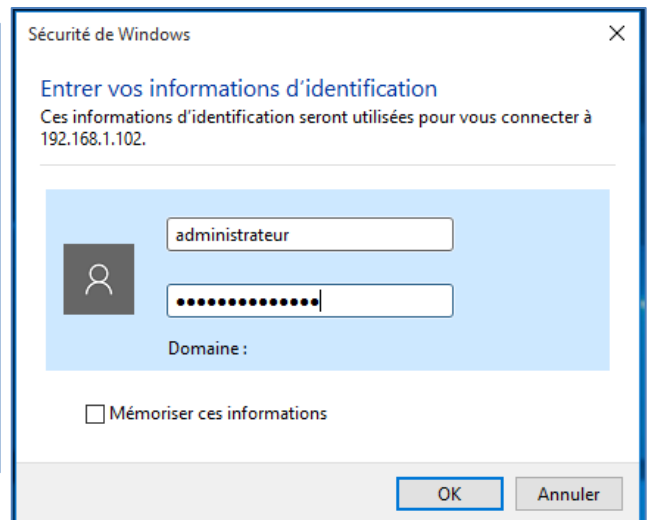 Sécurité de Windows
Entrer vos informations d'identification
Ces informations d'identification seront utilisées pour vous connecter à
192.168.1.102.
administrateur
••••••••••••••
Domaine :
Mémoriser ces informations
OK
Annuler